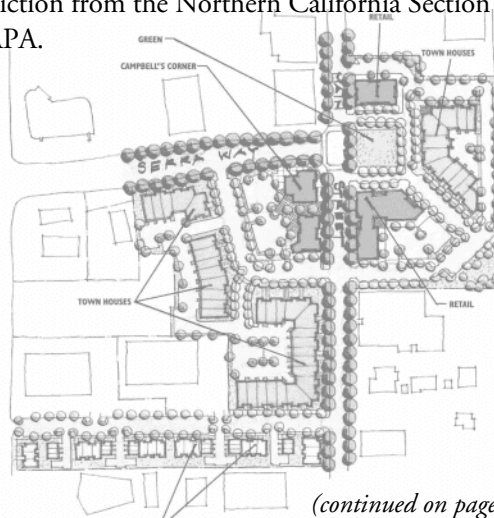 iction from the Northern California Section
APA.
RETAIL
GREEN
TOWN HOUSES
CAMPBELL'S CORNER
SERRA WAY
TOWN HOUSES
RETAIL
(continued on page